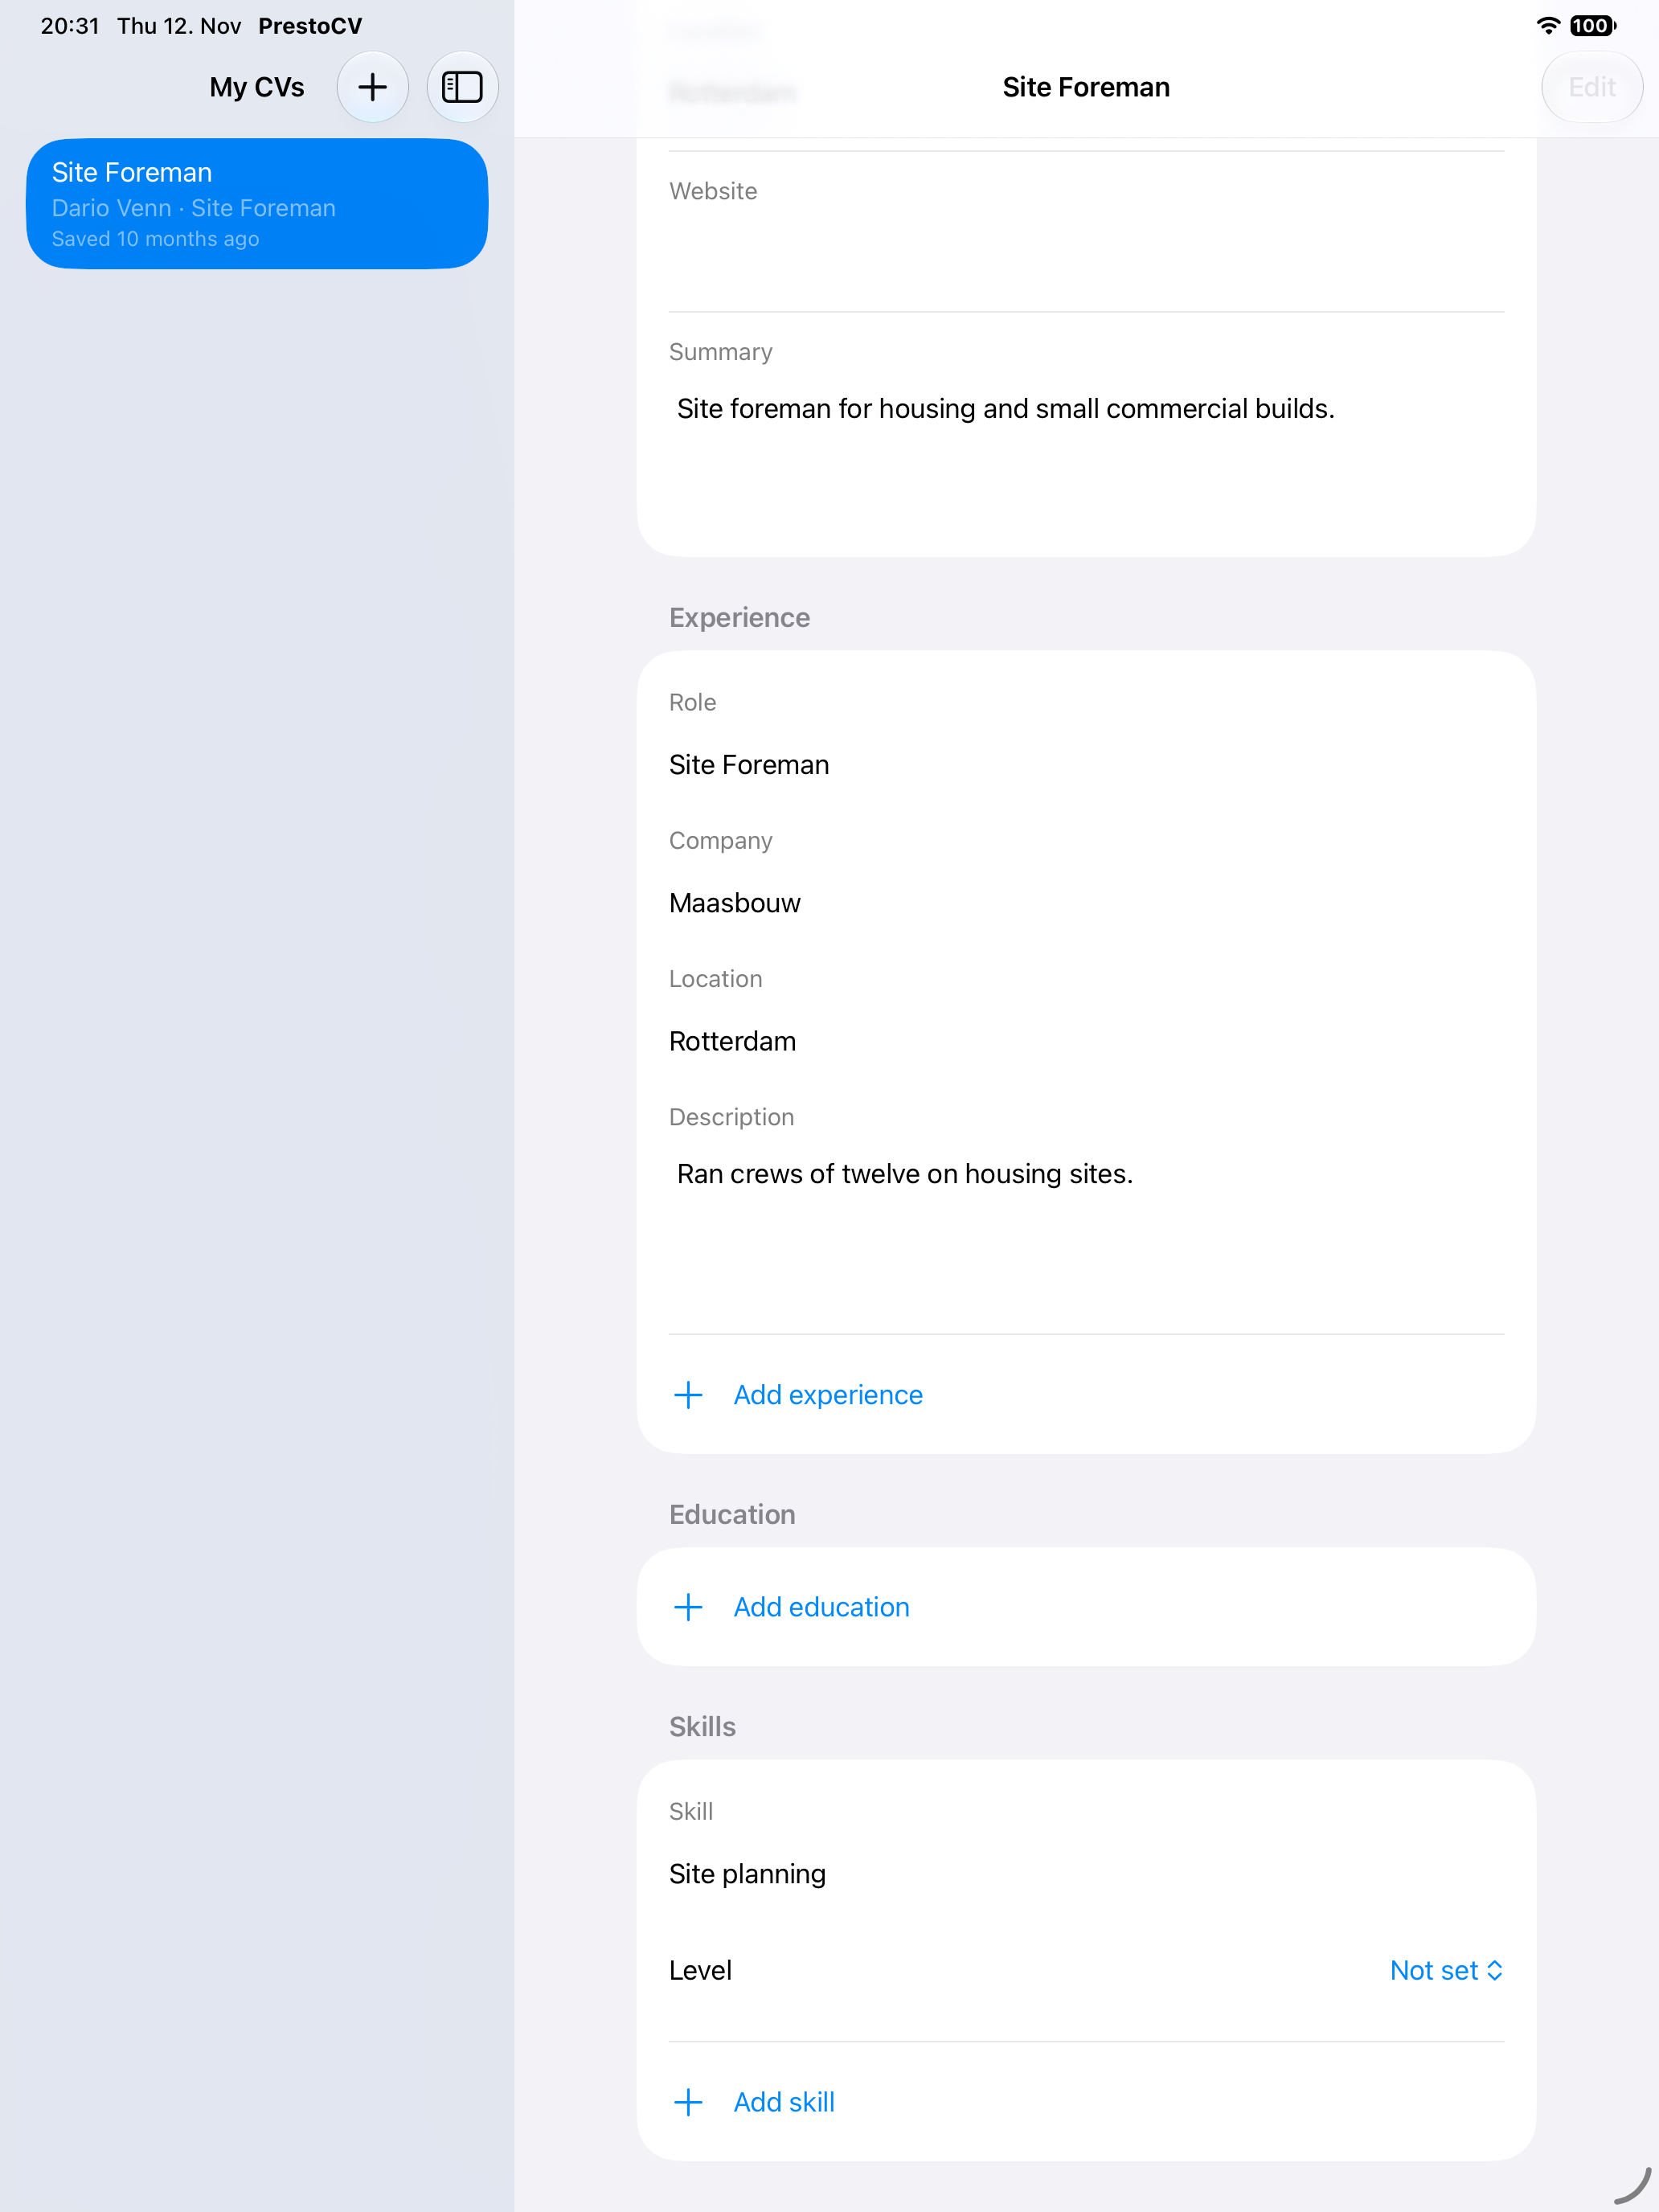 20:31 Thu 12. Nov PrestoCV
100
My CVs
Site Foreman
Dario Venn · Site Foreman
Saved 10 months ago
Site Foreman
Edit
Rotterdam
Website
Summary
Site foreman for housing and small commercial builds.
Experience
Role
Site Foreman
Company
Maasbouw
Location
Rotterdam
Description
Ran crews of twelve on housing sites.
Add experience
Education
Add education
Skills
Skill
Site planning
Level
Not set
Add skill